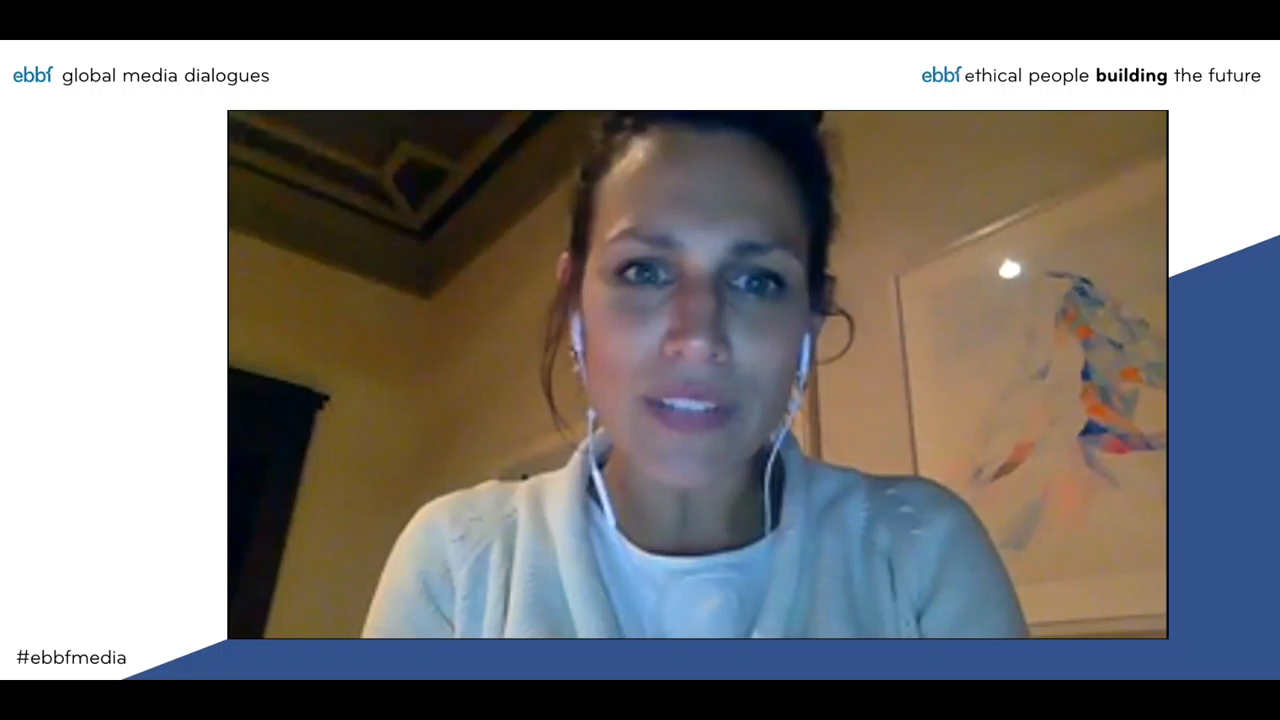 ebbf global media dialogues
ebbf ethical people building the future
#ebbfmedia